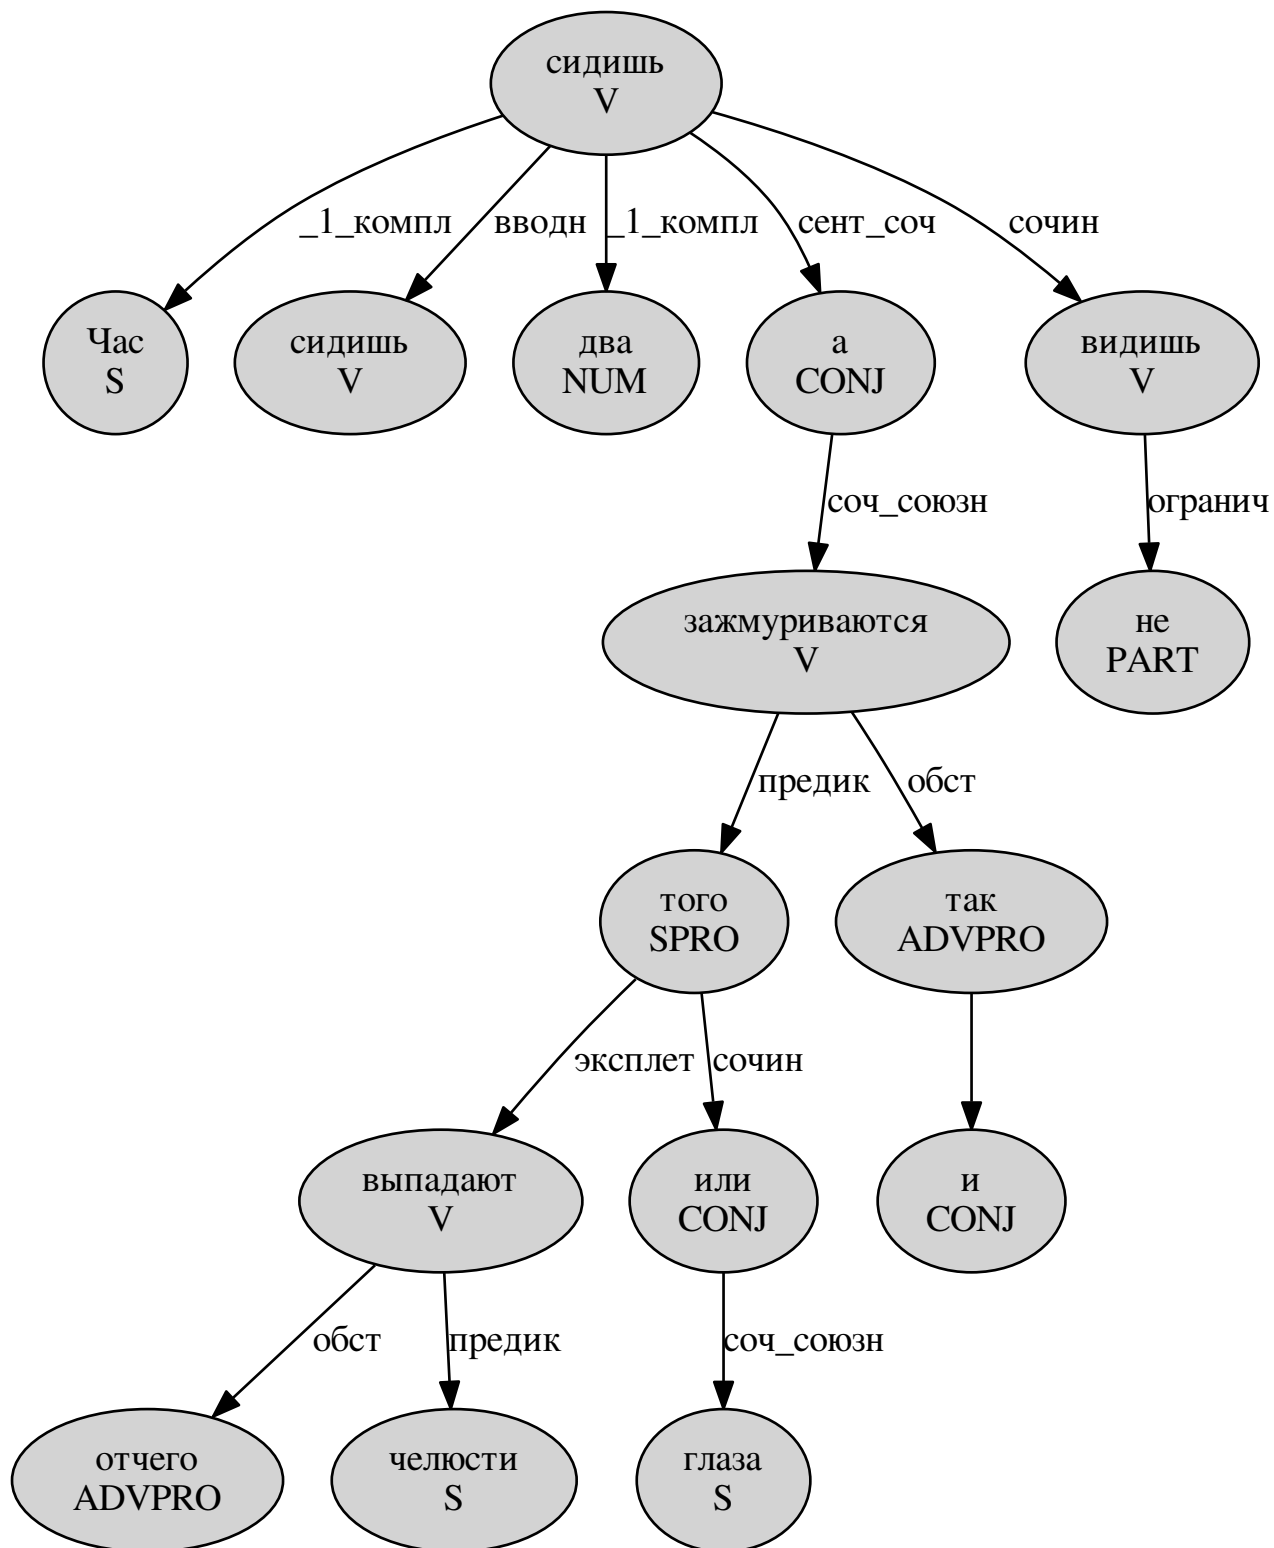 сидишь
V
_1_компл
вводн
_1_компл
сент_соч
сочин
Час
S
сидишь
V
два
NUM
а
CONJ
видишь
V
соч_союзн
огранич
зажмуриваются
V
не
PART
предик
обст
того
SPRO
так
ADVPRO
эксплет
сочин
выпадают
V
или
CONJ
и
CONJ
обст
предик
соч_союзн
отчего
ADVPRO
челюсти
S
глаза
S